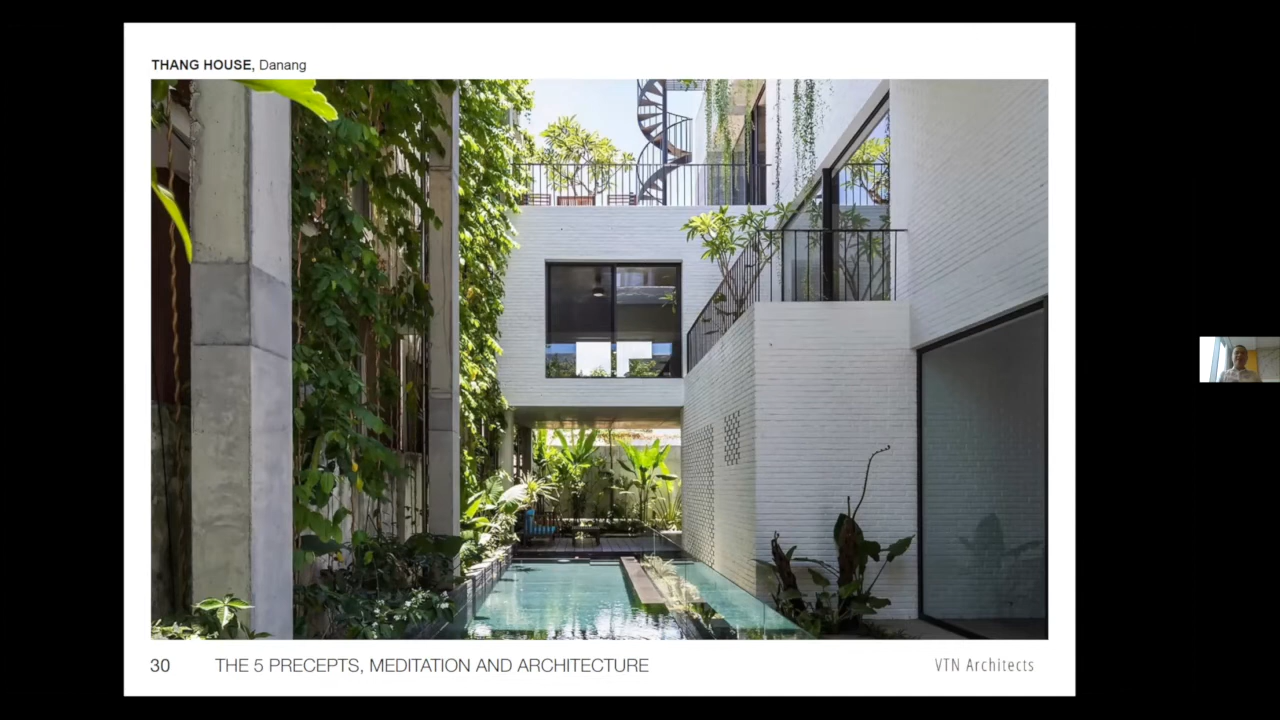 THANG HOUSE, Danang
30 THE 5 PRECEPTS, MEDITATION AND ARCHITECTURE VTN Architects